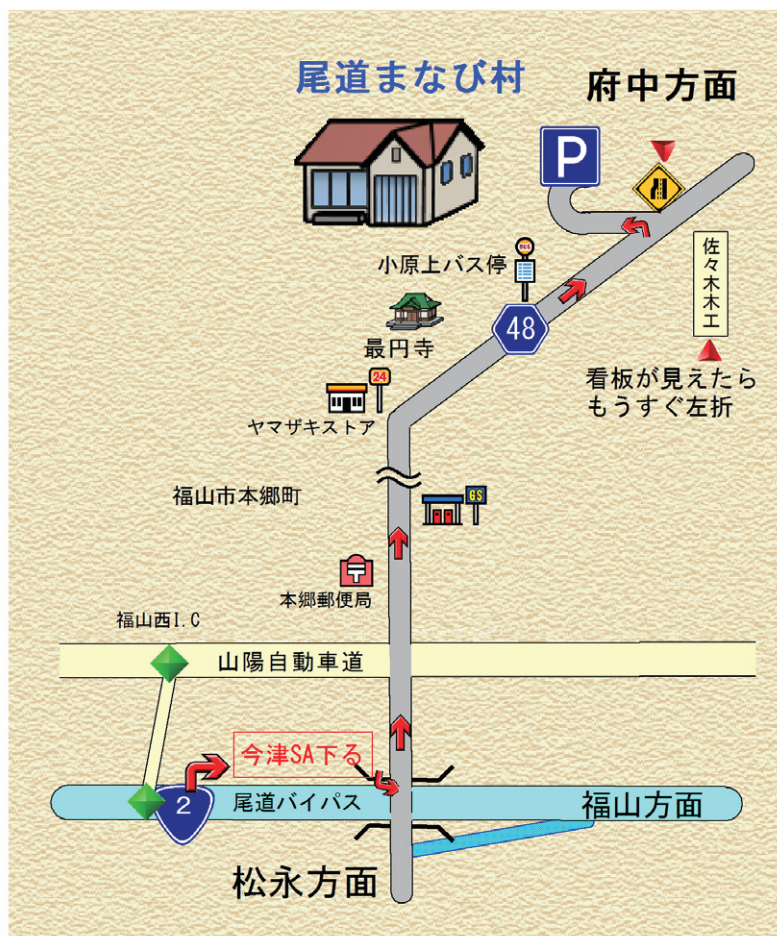 尾道まなび村
府中方面
P
BUS
小原上バス停
佐々木木工
48
最円寺
看板が見えたら
もうすぐ左折
24
ヤマザキストア
福山市本郷町
GS
本郷郵便局
福山西I.C
山陽自動車道
今津SA下る
2
尾道バイパス
福山方面
松永方面